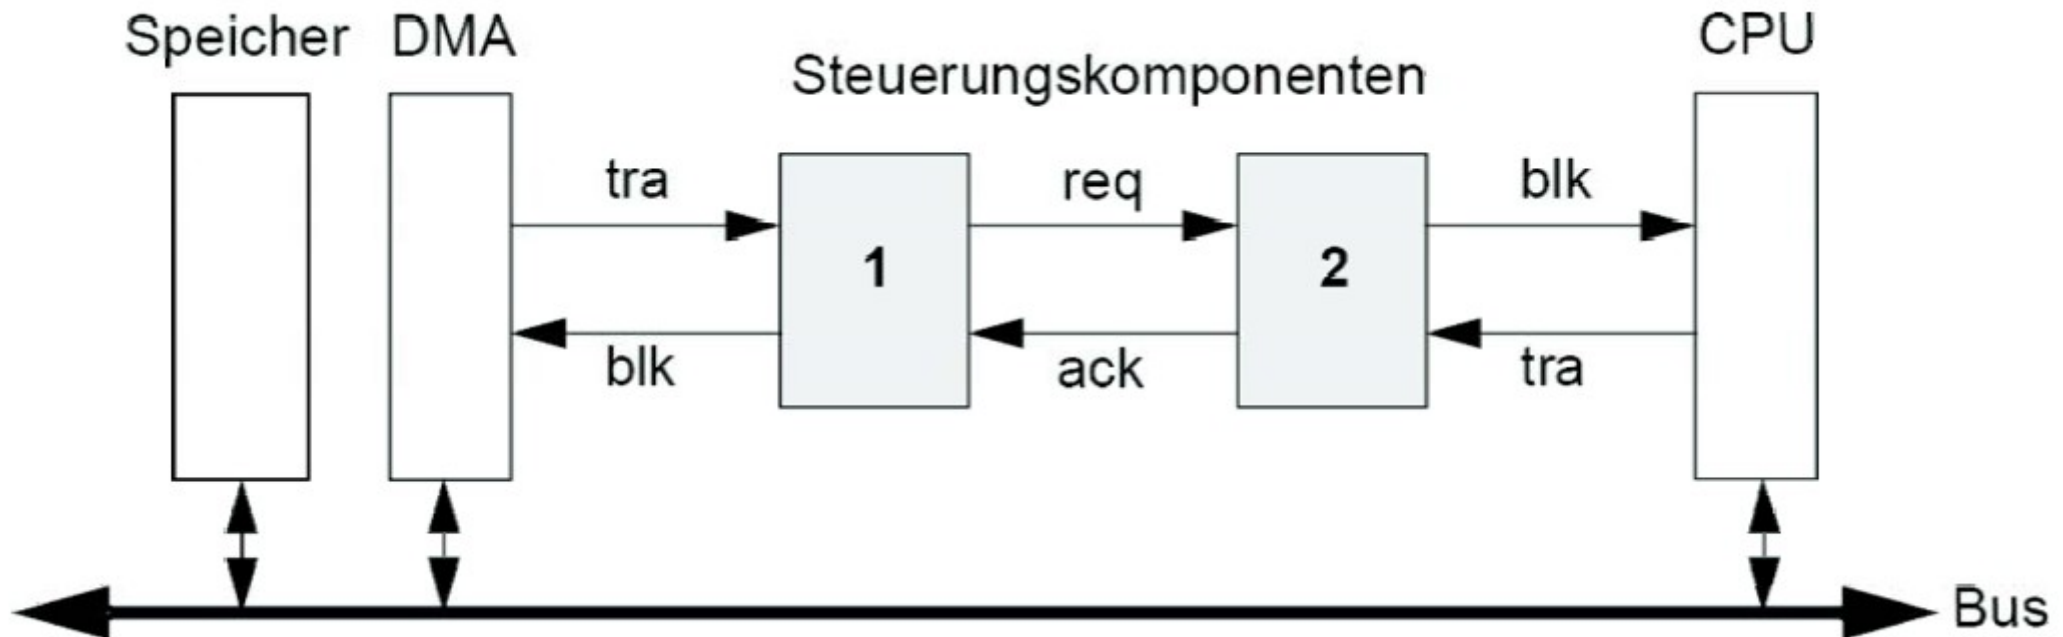 Speicher
DMA
CPU
Steuerungskomponenten
tra
req
blk
1
2
blk
ack
tra
Bus